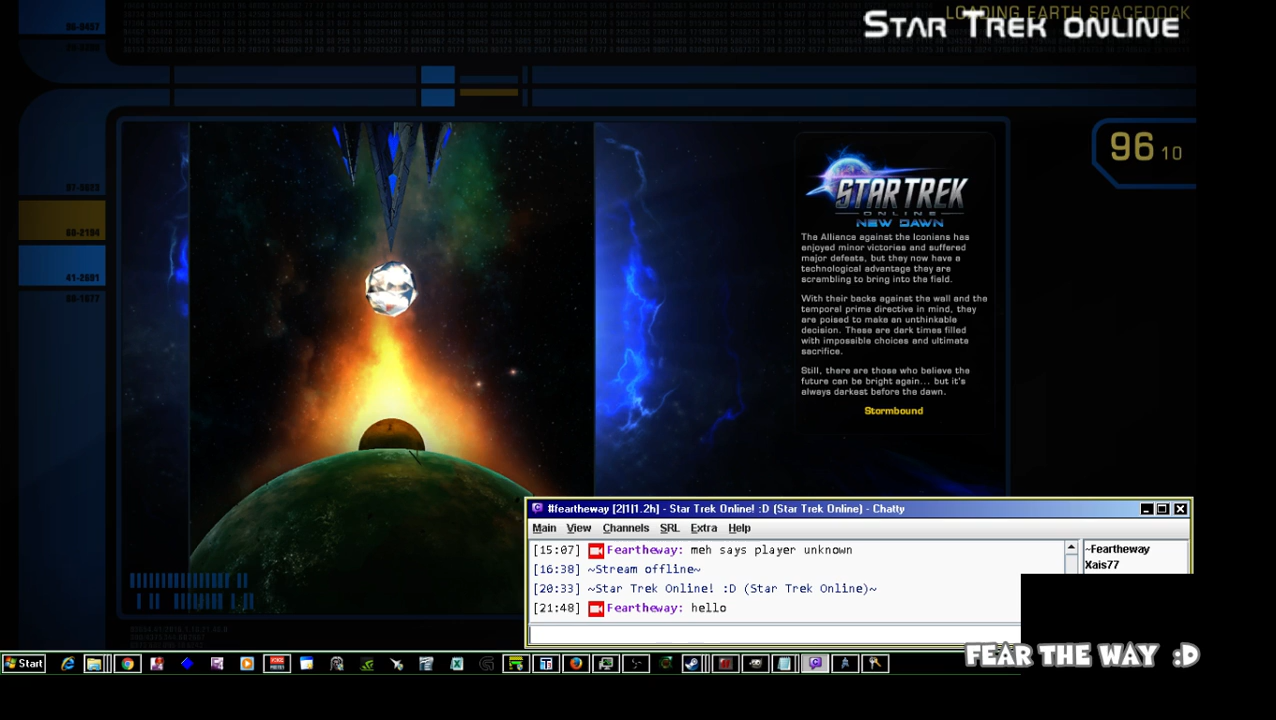 LOADING EARTH SPACEDOCK
STAR TREK ONLINE
96 10
66-2194
41-2601
STAR TREK
ONLINE
NEW DAWN
The Alliance against the Iconians has
enjoyed minor victories and suffered
major defeats, but they now have a
technological advantage they are
scrambling to bring into the field.
With their backs against the wall and the
temporal prime directive in mind, they
are poised to make an unthinkable
decision. These are dark times filled
with impossible choices and ultimate
sacrifice.
Still, there are those who believe the
future can be bright again... but it's
always darkest before the dawn.
Stormbound
#feartheway [2|1|1.2h] - Star Trek Online! :D (Star Trek Online) - Chatty
Main View Channels SRL Extra Help
[15:07] Feartheway: meh says player unknown
[16:38] ~Stream offline~
[20:33] ~Star Trek Online! :D (Star Trek Online)~
[21:48] Feartheway: hello
~Feartheway
Xais77
Start
FEAR THE WAY :D